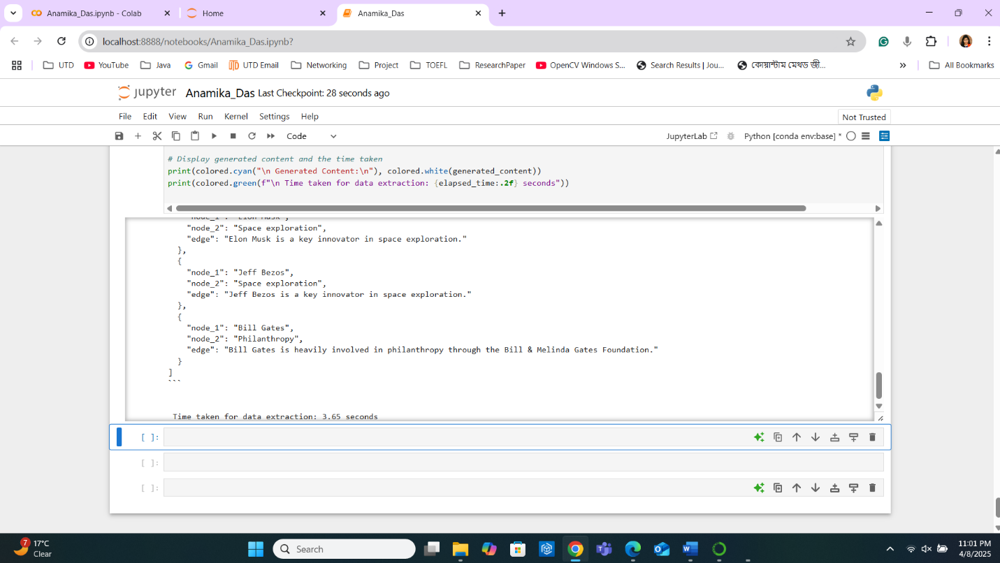 Anamika_Das.ipynb - Colab
Home
Anamika_Das
localhost:8888/notebooks/Anamika_Das.ipynb?
UTD YouTube Java Gmail UTD Email Networking Project TOEFL ResearchPaper OpenCV Windows S... Search Results | Jou... কোয়ান্টাম মেথড জী... » All Bookmarks
jupyter Anamika_Das Last Checkpoint: 28 seconds ago
File Edit View Run Kernel Settings Help Not Trusted
Code JupyterLab Python [conda env:base] *
# Display generated content and the time taken
print(colored.cyan("\n Generated Content:\n"), colored.white(generated_content))
print(colored.green(f"\n Time taken for data extraction: {elapsed_time:.2f} seconds"))
"node_1": "Elon Musk",
"node_2": "Space exploration",
"edge": "Elon Musk is a key innovator in space exploration."
},
{
"node_1": "Jeff Bezos",
"node_2": "Space exploration",
"edge": "Jeff Bezos is a key innovator in space exploration."
},
{
"node_1": "Bill Gates",
"node_2": "Philanthropy",
"edge": "Bill Gates is heavily involved in philanthropy through the Bill & Melinda Gates Foundation."
}
]
```
Time taken for data extraction: 3.65 seconds
[ ]:
[ ]:
[ ]:
7 17°C
Clear
Search
11:01 PM
4/8/2025